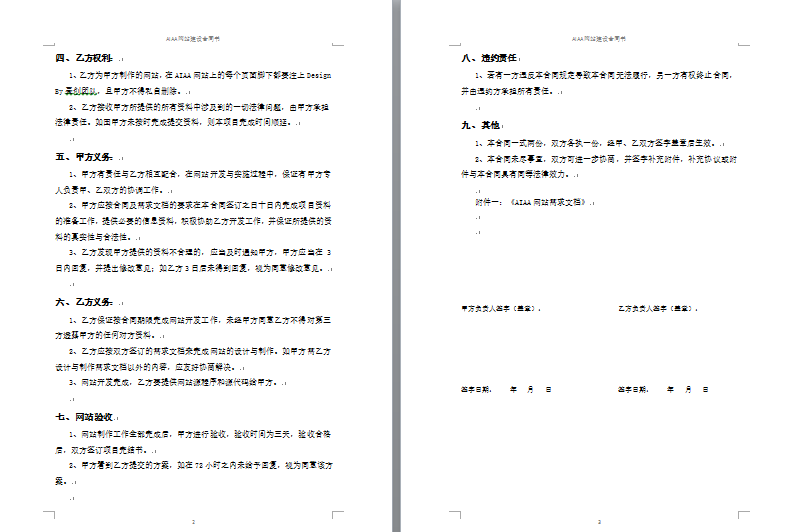 AIAA网站建设合同书
四、乙方权利：
1、乙方为甲方制作的网站，在AIAA网站上的每个页面脚下都要注上Design
By 灵创团队，且甲方不得私自删除。
2、乙方接收甲方所提供的所有资料中涉及到的一切法律问题，由甲方承担
法律责任。如因甲方未按时完成提交资料，则本项目完成时间顺延。
五、甲方义务：
1、甲方有责任与乙方相互配合，在网站开发与实施过程中，保证有甲方专
人负责甲、乙双方的协调工作。
2、甲方应按合同及需求文档的要求在本合同签订之日十日内完成项目资料
的准备工作，提供必要的信息资料，积极协助乙方开发工作，并保证所提供的资
料的真实性与合法性。
3、乙方发现甲方提供的资料不合理的，应当及时通知甲方，甲方应当在 3
日内回复，并提出修改意见；如乙方3日后未得到回复，视为同意修改意见。
六、乙方义务：
1、乙方保证按合同期限完成网站开发工作，未经甲方同意乙方不得对第三
方透露甲方的任何对方资料。
2、乙方应按双方签订的需求文档来完成网站的设计与制作。如甲方需乙方
设计与制作需求文档以外的内容，应友好协商解决。
3、网站开发完成，乙方要提供网站源程序和源代码给甲方。
七、网站验收
1、网站制作工作全部完成后，甲方进行验收，验收时间为三天，验收合格
后，双方签订项目完结书。
2、甲方看到乙方提交的方案，如在72小时之内未给予回复，视为同意该方
案。
2
AIAA网站建设合同书
八、违约责任
1、若有一方违反本合同规定导致本合同无法履行，另一方有权终止合同，
并由违约方承担所有责任。
九、其他
1、本合同一式两份，双方各执一份，经甲、乙双方签字盖章后生效。
2、本合同未尽事宜，双方可进一步协商，并签字补充附件，补充协议或附
件与本合同具有同等法律效力。
附件一：《AIAA网站需求文档》
甲方负责人签字（盖章）： 乙方负责人签字（盖章）：
签字日期： 年 月 日 签字日期： 年 月 日
3